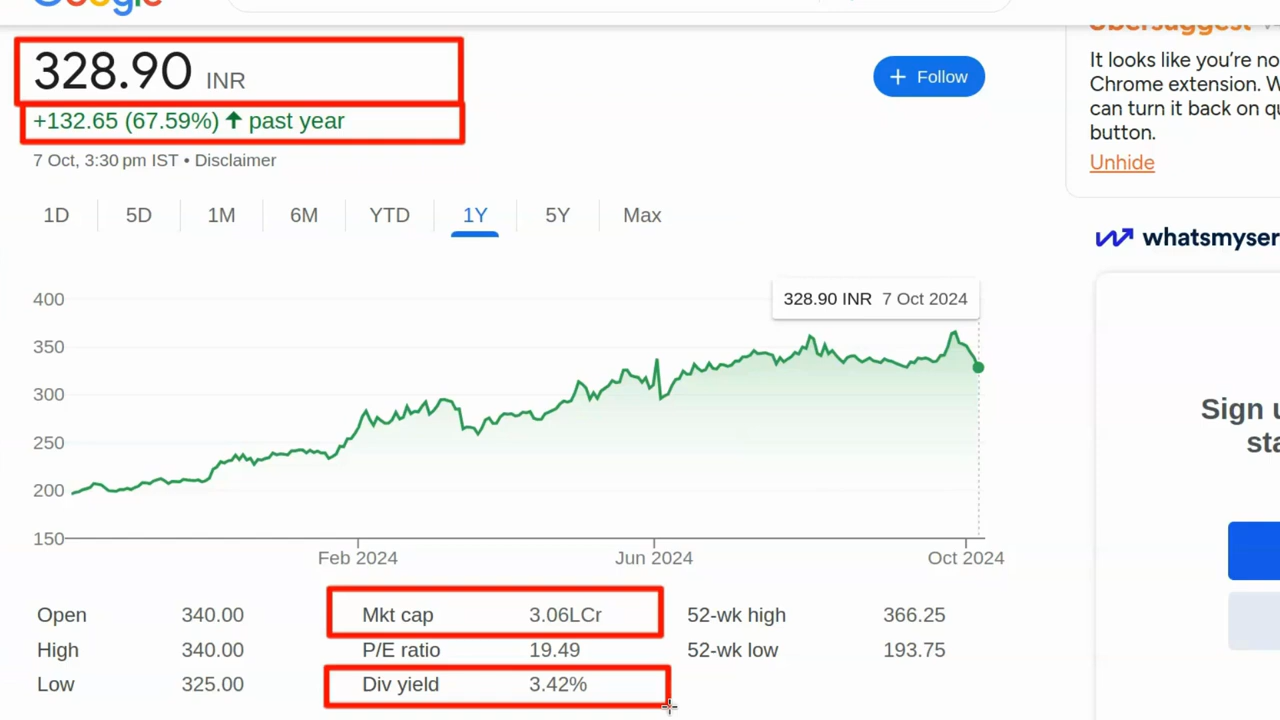 Google
328.90 INR
+132.65 (67.59%) ↑ past year
7 Oct, 3:30 pm IST • Disclaimer
+ Follow
1D 5D 1M 6M YTD 1Y 5Y Max
328.90 INR 7 Oct 2024
400
350
300
250
200
150
Feb 2024 Jun 2024 Oct 2024
Open 340.00 Mkt cap 3.06LCr 52-wk high 366.25
High 340.00 P/E ratio 19.49 52-wk low 193.75
Low 325.00 Div yield 3.42%
Ubersuggest
It looks like you're no
Chrome extension. W
can turn it back on qu
button.
Unhide
whatsmyser
Sign u
sta